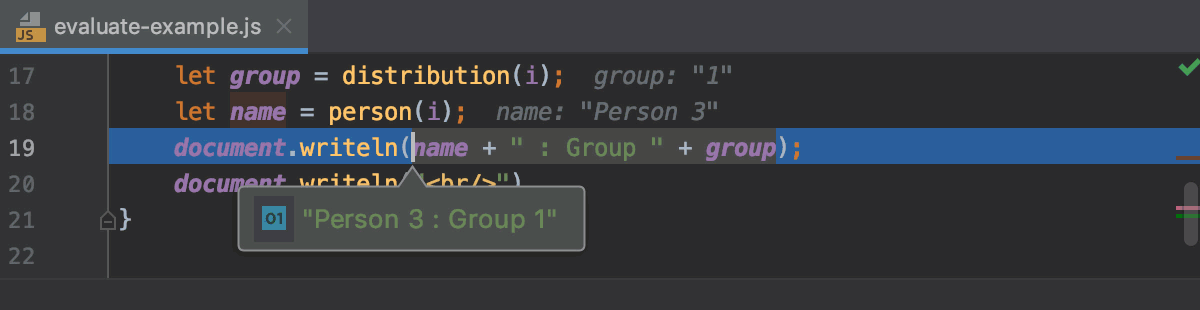 JS evaluate-example.js
17 let group = distribution(i); group: "1"
18 let name = person(i); name: "Person 3"
19 document.writeln(name + " : Group " + group);
20 document.writeln("<br/>")
01 "Person 3 : Group 1"
21 }
22